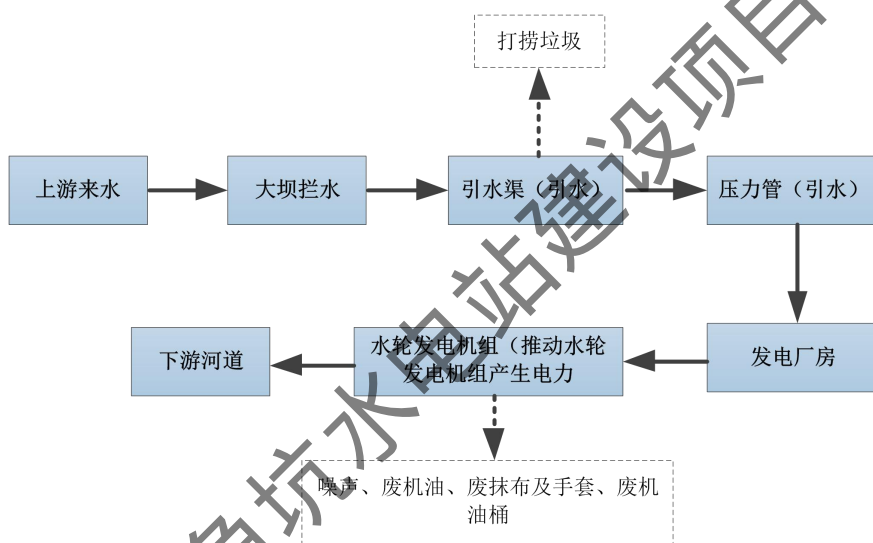 打捞垃圾
上游来水
大坝拦水
引水渠（引水）
压力管（引水）
下游河道
水轮发电机组（推动水轮
发电机组产生电力
发电厂房
噪声、废机油、废抹布及手套、废机
油桶
坑水电站建设项目